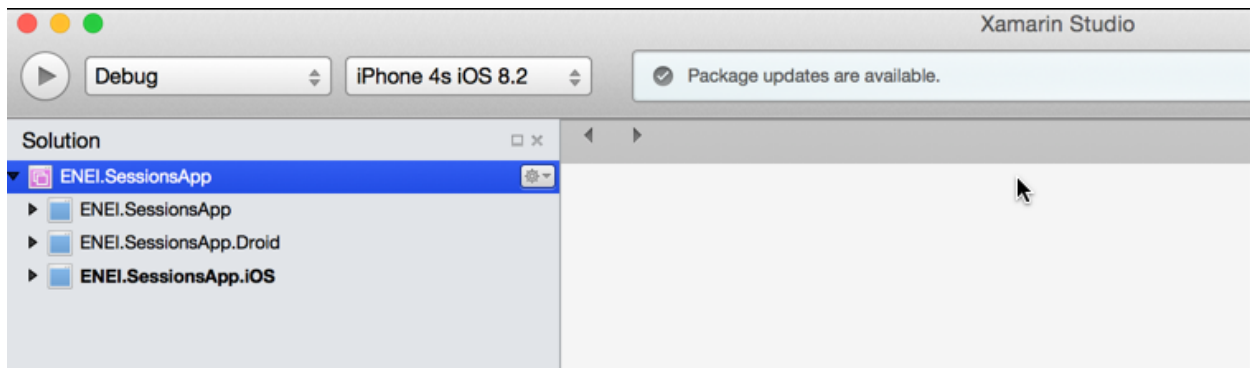 Xamarin Studio
Debug
iPhone 4s iOS 8.2
Package updates are available.
Solution
ENEI.SessionsApp
ENEI.SessionsApp
ENEI.SessionsApp.Droid
ENEI.SessionsApp.iOS